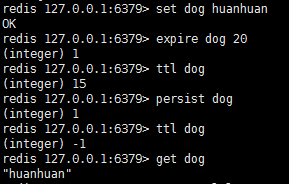 redis 127.0.0.1:6379> set dog huanhuan
OK
redis 127.0.0.1:6379> expire dog 20
(integer) 1
redis 127.0.0.1:6379> ttl dog
(integer) 15
redis 127.0.0.1:6379> persist dog
(integer) 1
redis 127.0.0.1:6379> ttl dog
(integer) -1
redis 127.0.0.1:6379> get dog
"huanhuan"